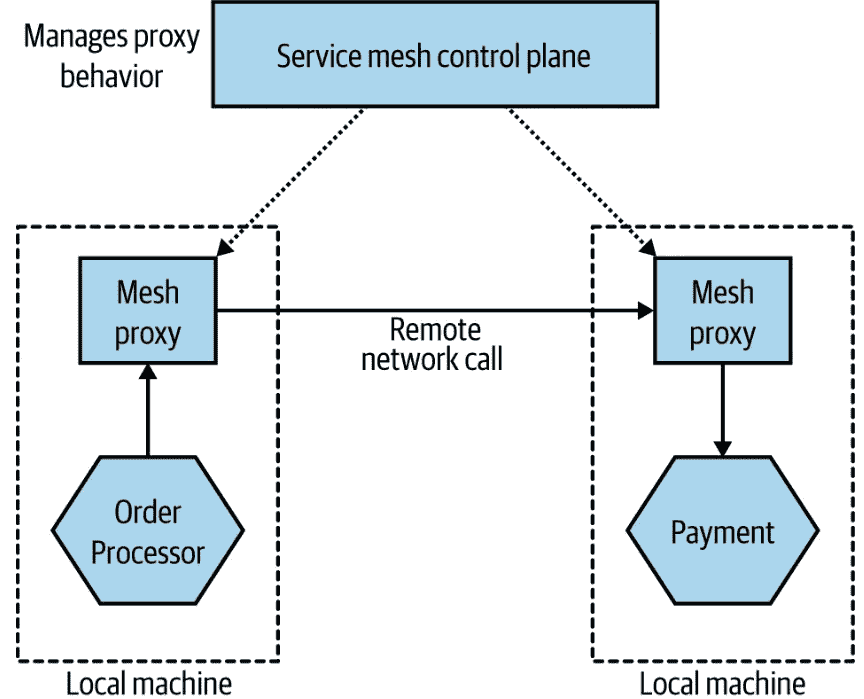 Manages proxy
behavior
Service mesh control plane
Mesh
proxy
Mesh
proxy
Remote
network call
Order
Processor
Payment
Local machine
Local machine